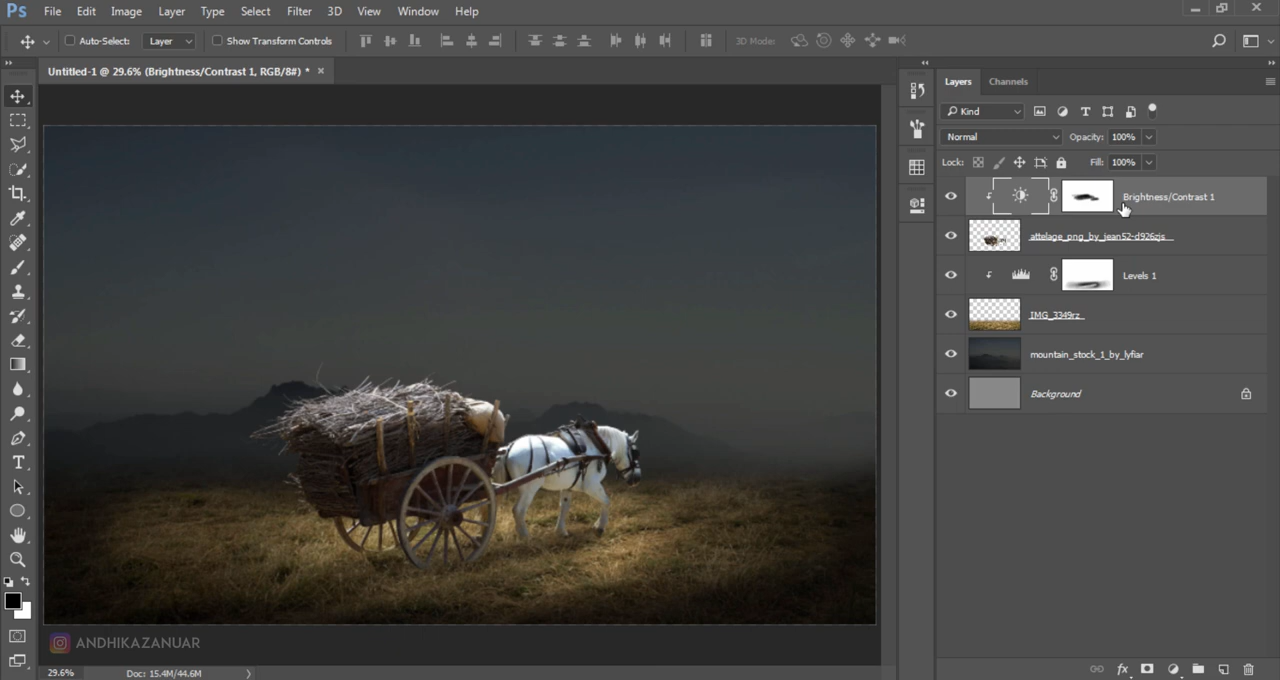 Ps File Edit Image Layer Type Select Filter 3D View Window Help
Auto-Select: Layer Show Transform Controls 3D Mode:
Untitled-1 @ 29.6% (Brightness/Contrast 1, RGB/8#) * ×
Layers Channels
Kind
Normal Opacity: 100%
Lock: Fill: 100%
Brightness/Contrast 1
attelage_png_by_jean52-d926zjs
Levels 1
IMG_3349rz
mountain_stock_1_by_lyfiar
Background
ANDHIKAZANUAR
29.6% Doc: 15.4M/44.6M